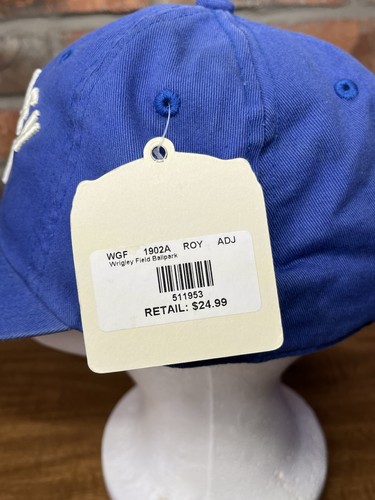 WGF 1902A ROY ADJ
Wrigley Field Ballpark
511953
RETAIL: $24.99